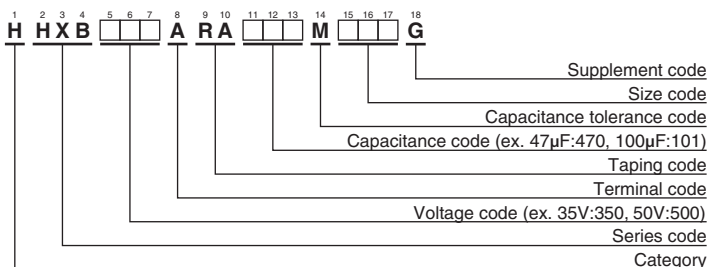 1 2 3 4 5 6 7 8 9 10 11 12 13 14 15 16 17 18
H HXB □□□ A RA □□□ M □□□ G
Supplement code
Size code
Capacitance tolerance code
Capacitance code (ex. 47µF:470, 100µF:101)
Taping code
Terminal code
Voltage code (ex. 35V:350, 50V:500)
Series code
Category